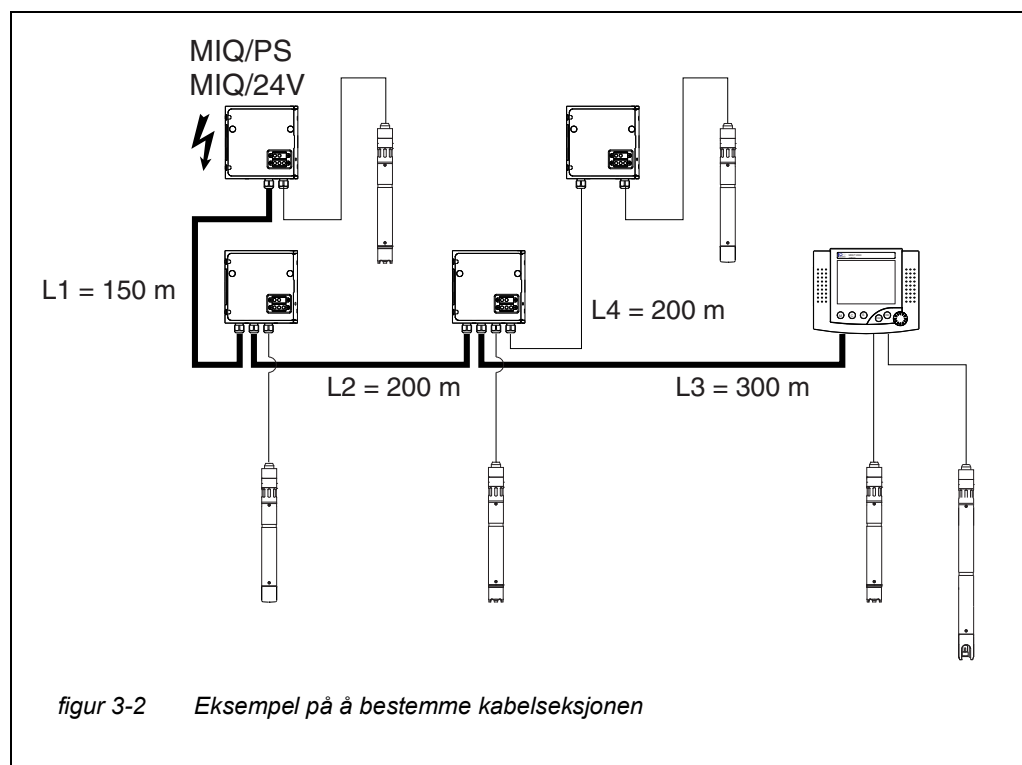 MIQ/PS
MIQ/24V
L1 = 150 m
L4 = 200 m
L2 = 200 m
L3 = 300 m
figur 3-2 Eksempel på å bestemme kabelseksjonen